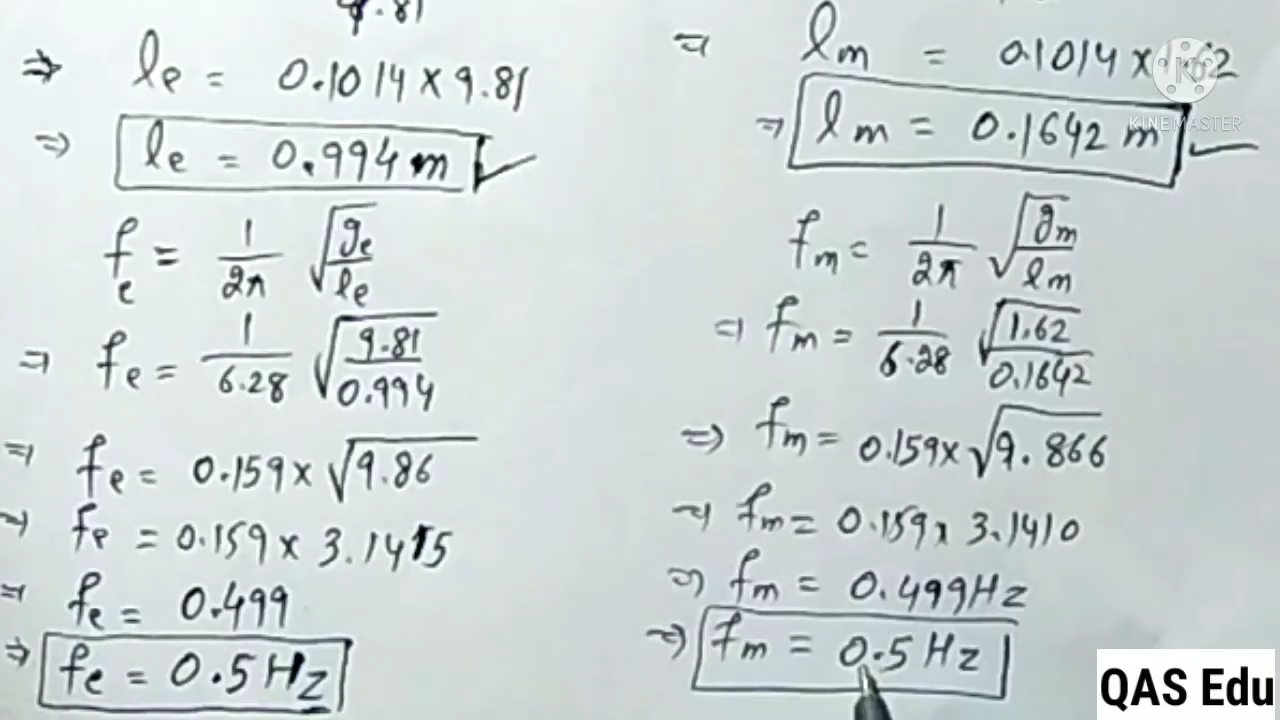 9.81
⇒ le = 0.1014 × 9.81
⇒ le = 0.994 m ✓
fe = 1/2π √(ge/le)
⇒ fe = 1/6.28 √(9.81/0.994)
⇒ fe = 0.159 × √9.86
⇒ fe = 0.159 × 3.1415
⇒ fe = 0.499
⇒ fe = 0.5 Hz
⇒ lm = 0.1014 × 1.62
⇒ lm = 0.1642 m ✓
fm = 1/2π √(gm/lm)
⇒ fm = 1/6.28 √(1.62/0.1642)
⇒ fm = 0.159 × √9.866
⇒ fm = 0.159 × 3.1410
⇒ fm = 0.499 Hz
⇒ fm = 0.5 Hz
KINEMASTER
QAS Edu